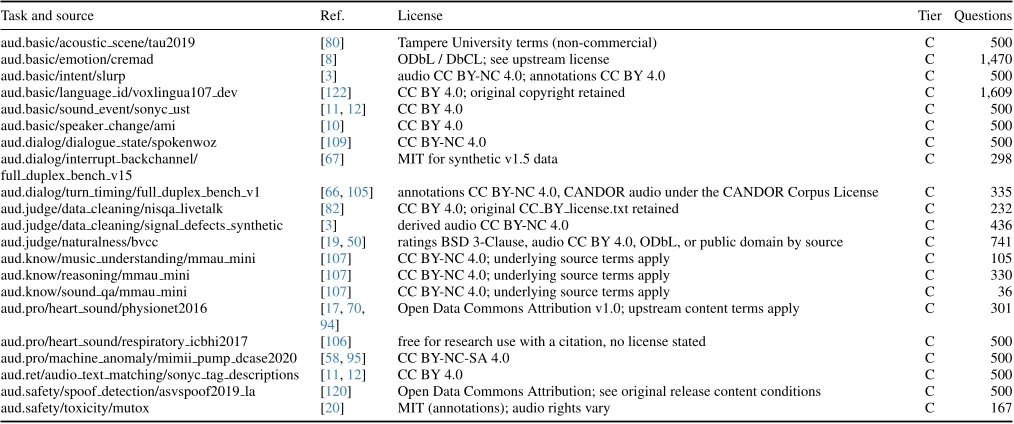 Task and source Ref. License Tier Questions
aud.basic/acoustic_scene/tau2019 [80] Tampere University terms (non-commercial) C 500
aud.basic/emotion/cremad [8] ODbL / DbCL; see upstream license C 1,470
aud.basic/intent/slurp [3] audio CC BY-NC 4.0; annotations CC BY 4.0 C 500
aud.basic/language_id/voxlingua107_dev [122] CC BY 4.0; original copyright retained C 1,609
aud.basic/sound_event/sonyc_ust [11, 12] CC BY 4.0 C 500
aud.basic/speaker_change/ami [10] CC BY 4.0 C 500
aud.dialog/dialogue_state/spokenwoz [109] CC BY-NC 4.0 C 500
aud.dialog/interrupt_backchannel/ [67] MIT for synthetic v1.5 data C 298
full_duplex_bench_v15
aud.dialog/turn_timing/full_duplex_bench_v1 [66, 105] annotations CC BY-NC 4.0, CANDOR audio under the CANDOR Corpus License C 335
aud.judge/data_cleaning/nisqa_livetalk [82] CC BY 4.0; original CC_BY_license.txt retained C 232
aud.judge/data_cleaning/signal_defects_synthetic [3] derived audio CC BY-NC 4.0 C 436
aud.judge/naturalness/bvcc [19, 50] ratings BSD 3-Clause, audio CC BY 4.0, ODbL, or public domain by source C 741
aud.know/music_understanding/mmau_mini [107] CC BY-NC 4.0; underlying source terms apply C 105
aud.know/reasoning/mmau_mini [107] CC BY-NC 4.0; underlying source terms apply C 330
aud.know/sound_qa/mmau_mini [107] CC BY-NC 4.0; underlying source terms apply C 36
aud.pro/heart_sound/physionet2016 [17, 70, Open Data Commons Attribution v1.0; upstream content terms apply C 301
94]
aud.pro/heart_sound/respiratory_icbhi2017 [106] free for research use with a citation, no license stated C 500
aud.pro/machine_anomaly/mimii_pump_dcase2020 [58, 95] CC BY-NC-SA 4.0 C 500
aud.ret/audio_text_matching/sonyc_tag_descriptions [11, 12] CC BY 4.0 C 500
aud.safety/spoof_detection/asvspoof2019_la [120] Open Data Commons Attribution; see original release content conditions C 500
aud.safety/toxicity/mutox [20] MIT (annotations); audio rights vary C 167